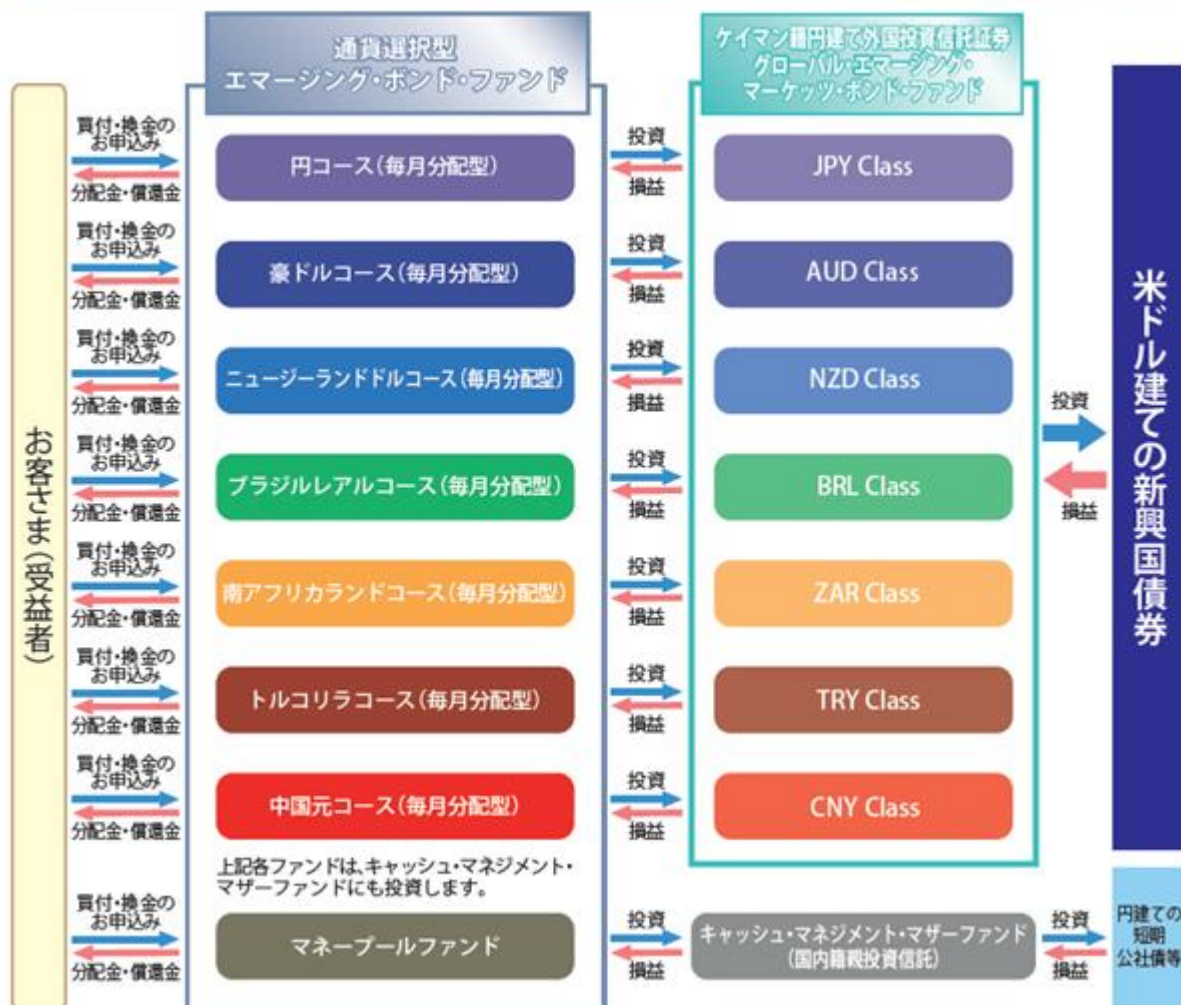 通貨選択型
エマージング・ボンド・ファンド
ケイマン籍円建て外国投資信託証券
グローバル・エマージング・
マーケッツ・ボンド・ファンド
お客さま(受益者)
買付・換金の
お申込み
分配金・償還金
円コース(毎月分配型)
投資
損益
JPY Class
買付・換金の
お申込み
分配金・償還金
豪ドルコース(毎月分配型)
投資
損益
AUD Class
買付・換金の
お申込み
分配金・償還金
ニュージーランドドルコース(毎月分配型)
投資
損益
NZD Class
買付・換金の
お申込み
分配金・償還金
ブラジルレアルコース(毎月分配型)
投資
損益
BRL Class
買付・換金の
お申込み
分配金・償還金
南アフリカランドコース(毎月分配型)
投資
損益
ZAR Class
買付・換金の
お申込み
分配金・償還金
トルコリラコース(毎月分配型)
投資
損益
TRY Class
買付・換金の
お申込み
分配金・償還金
中国元コース(毎月分配型)
投資
損益
CNY Class
投資
損益
米ドル建ての新興国債券
上記各ファンドは、キャッシュ・マネジメント・
マザーファンドにも投資します。
買付・換金の
お申込み
分配金・償還金
マネープールファンド
投資
損益
キャッシュ・マネジメント・マザーファンド
(国内籍親投資信託)
投資
損益
円建ての
短期
公社債等